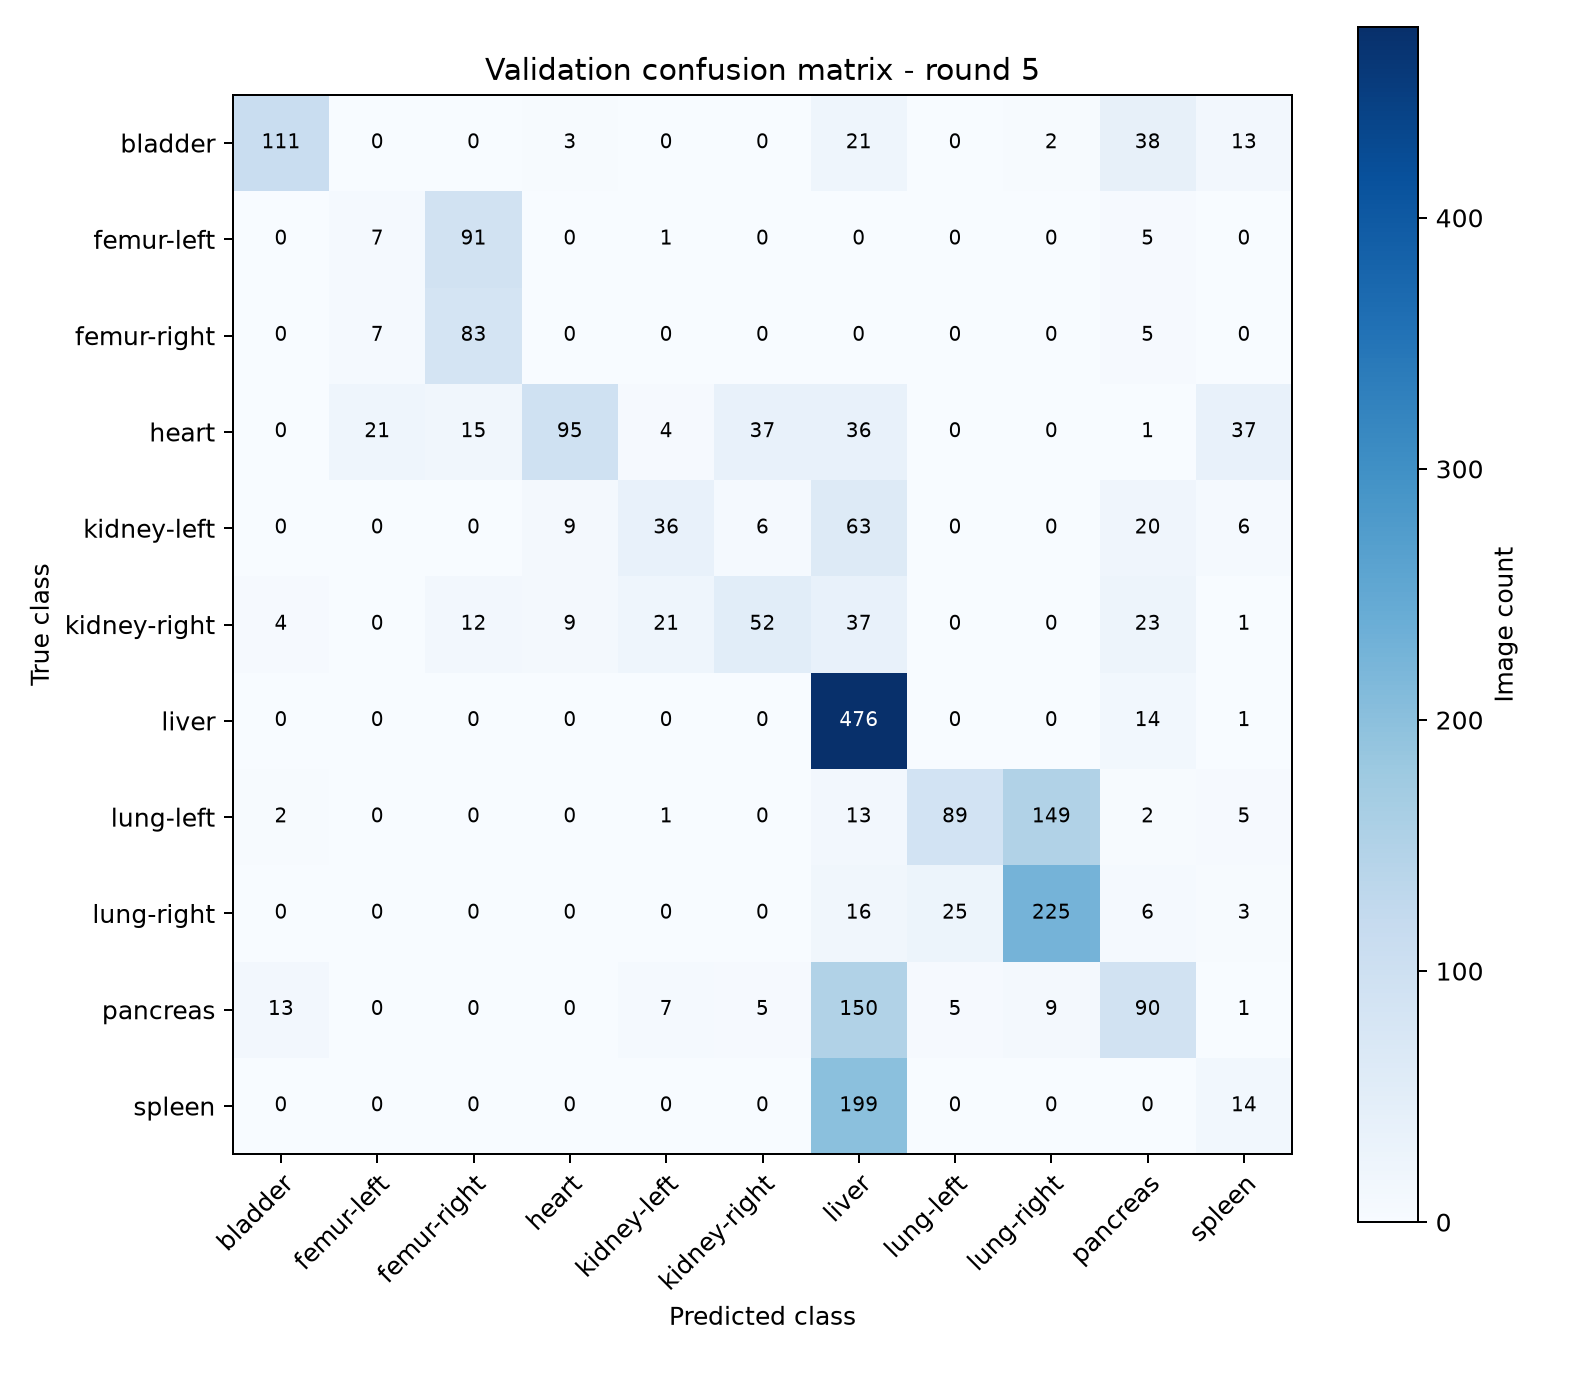 Validation confusion matrix - round 5
bladder 111 0 0 3 0 0 21 0 2 38 13
femur-left 0 7 91 0 1 0 0 0 0 5 0
femur-right 0 7 83 0 0 0 0 0 0 5 0
heart 0 21 15 95 4 37 36 0 0 1 37
kidney-left 0 0 0 9 36 6 63 0 0 20 6
kidney-right 4 0 12 9 21 52 37 0 0 23 1
liver 0 0 0 0 0 0 476 0 0 14 1
lung-left 2 0 0 0 1 0 13 89 149 2 5
lung-right 0 0 0 0 0 0 16 25 225 6 3
pancreas 13 0 0 0 7 5 150 5 9 90 1
spleen 0 0 0 0 0 0 199 0 0 0 14
bladder femur-left femur-right heart kidney-left kidney-right liver lung-left lung-right pancreas spleen
Predicted class
True class
400
300
200
100
0
Image count